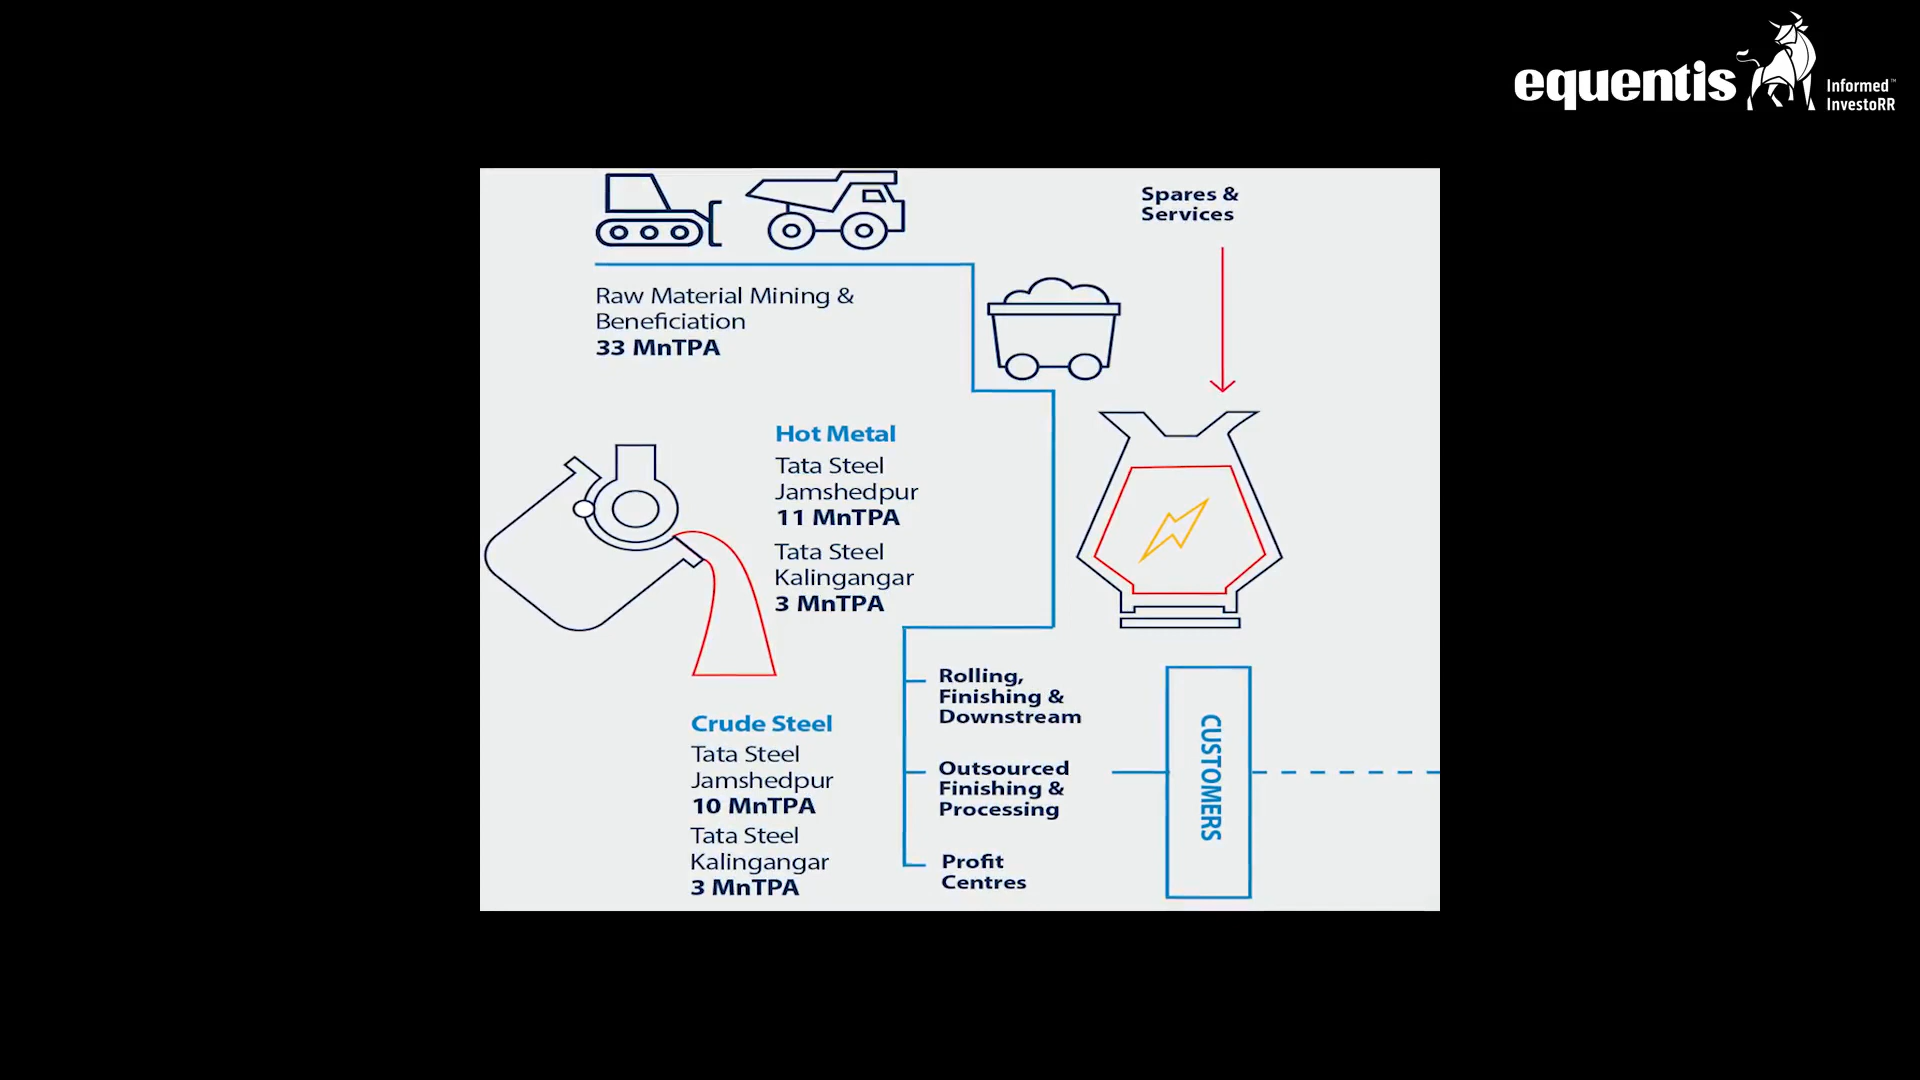 equentis
Informed™
InvestoRR
Spares &
Services
Raw Material Mining &
Beneficiation
33 MnTPA
Hot Metal
Tata Steel
Jamshedpur
11 MnTPA
Tata Steel
Kalingangar
3 MnTPA
Rolling,
Finishing &
Downstream
Outsourced
Finishing &
Processing
Profit
Centres
CUSTOMERS
Crude Steel
Tata Steel
Jamshedpur
10 MnTPA
Tata Steel
Kalingangar
3 MnTPA